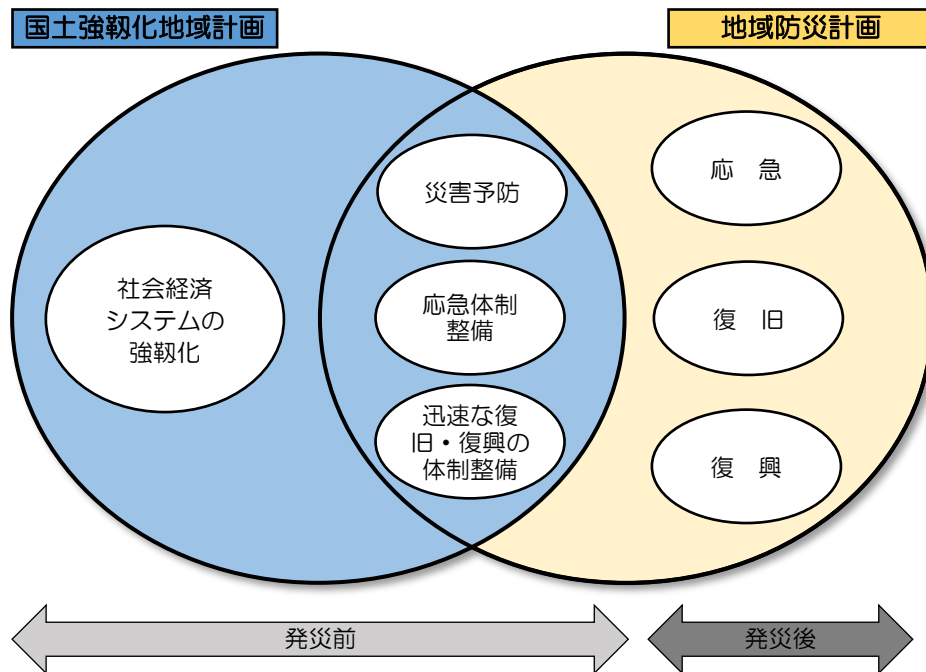 国土強靱化地域計画
地域防災計画
社会経済
システムの
強靱化
災害予防
応急体制
整備
迅速な復
旧・復興の
体制整備
応　急
復　旧
復　興
発災前
発災後